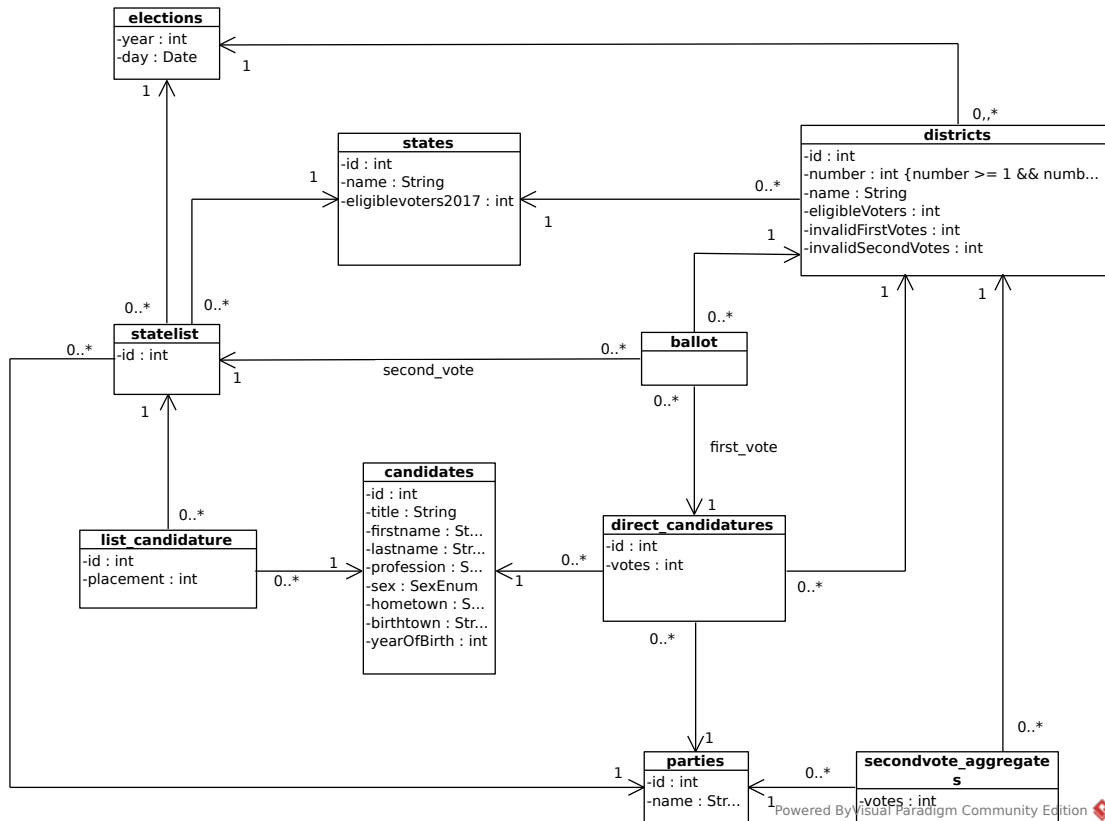 elections
-year : int
-day : Date
1
1
0,,*
states
-id : int
-name : String
-eligiblevoters2017 : int
1
0..*
1
districts
-id : int
-number : int {number >= 1 && numb...
-name : String
-eligibleVoters : int
-invalidFirstVotes : int
-invalidSecondVotes : int
1
1
1
0..*
0..*
0..*
statelist
-id : int
0..*
1
second_vote
0..*
0..*
ballot
0..*
first_vote
1
1
0..*
list_candidature
-id : int
-placement : int
0..*
1
candidates
-id : int
-title : String
-firstname : St...
-lastname : Str...
-profession : S...
-sex : SexEnum
-hometown : S...
-birthtown : Str...
-yearOfBirth : int
1
0..*
direct_candidatures
-id : int
-votes : int
0..*
0..*
1
1
parties
-id : int
-name : Str...
0..*
1
0..*
secondvote_aggregate
s
-votes : int
Powered ByVisual Paradigm Community Edition